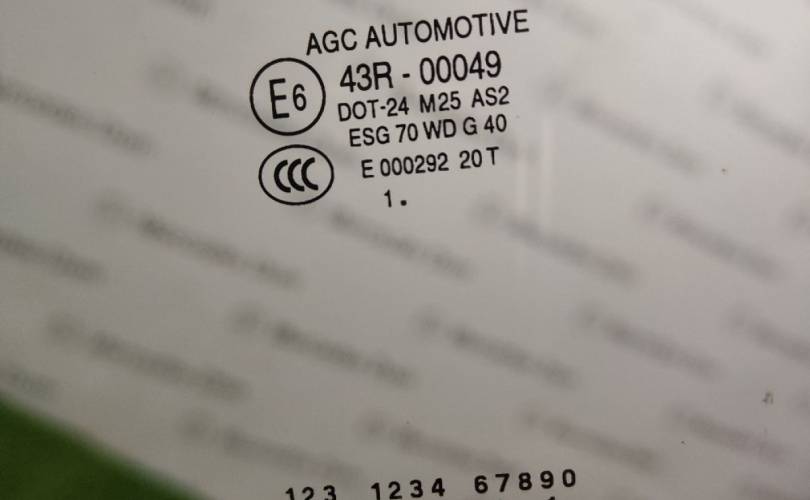 AGC AUTOMOTIVE
E6 43R - 00049
DOT-24 M25 AS2
ESG 70 WD G 40
CCC E 000292 20 T
1.
123 1234 67890